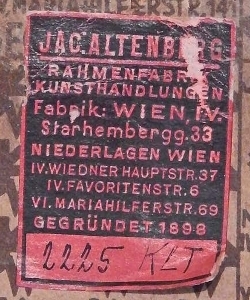 JAC. ALTENBERG
RAHMENFABRIK
KUNSTHANDLUNGEN
Fabrik: WIEN, IV.
Starhembergg. 33
NIEDERLAGEN WIEN
IV. WIEDNER HAUPTSTR. 37
IV. FAVORITENSTR. 6
VI. MARIAHILFERSTR. 69
GEGRÜNDET 1898
2225 KLT